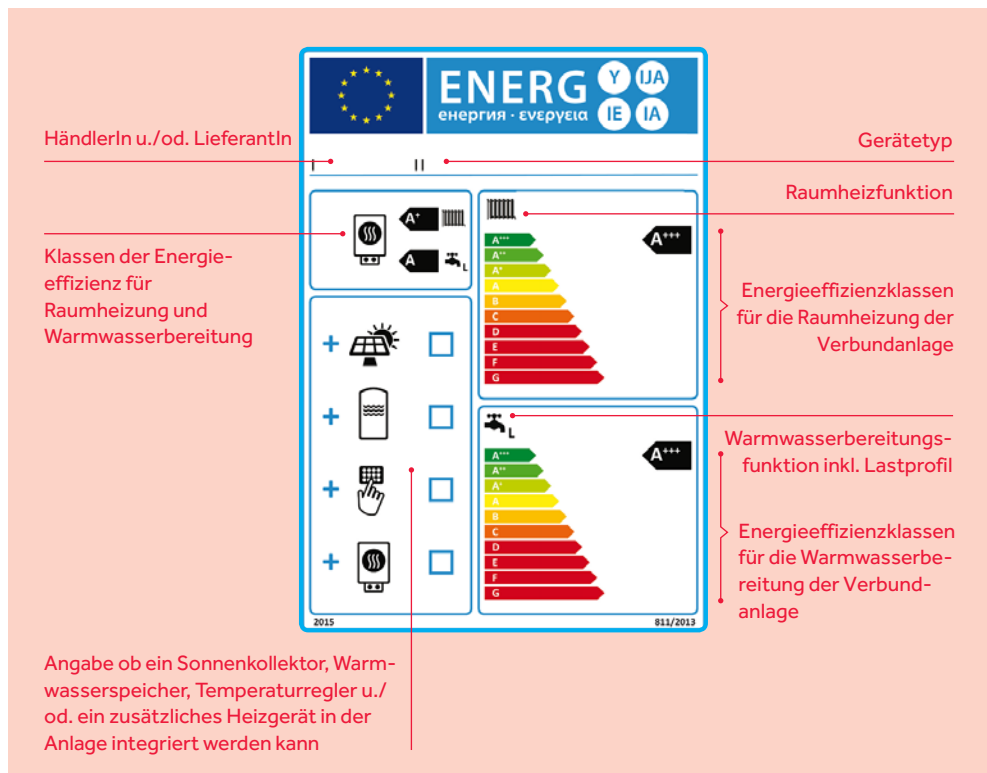 ENERG
Y IJA
IE IA
енергия · ενεργεια
HändlerIn u./od. LieferantIn
Gerätetyp
I
II
Raumheizfunktion
Klassen der Energie-
effizienz für
Raumheizung und
Warmwasserbereitung
A+
A
L
A+++
A++
A+
A
B
C
D
E
F
G
A+++
Energieeffizienzklassen
für die Raumheizung der
Verbundanlage
+
+
+
+
L
A+++
A++
A+
A
B
C
D
E
F
G
A+++
Warmwasserbereitungs-
funktion inkl. Lastprofil
Energieeffizienzklassen
für die Warmwasserbe-
reitung der Verbund-
anlage
2015
811/2013
Angabe ob ein Sonnenkollektor, Warm-
wasserspeicher, Temperaturregler u./
od. ein zusätzliches Heizgerät in der
Anlage integriert werden kann